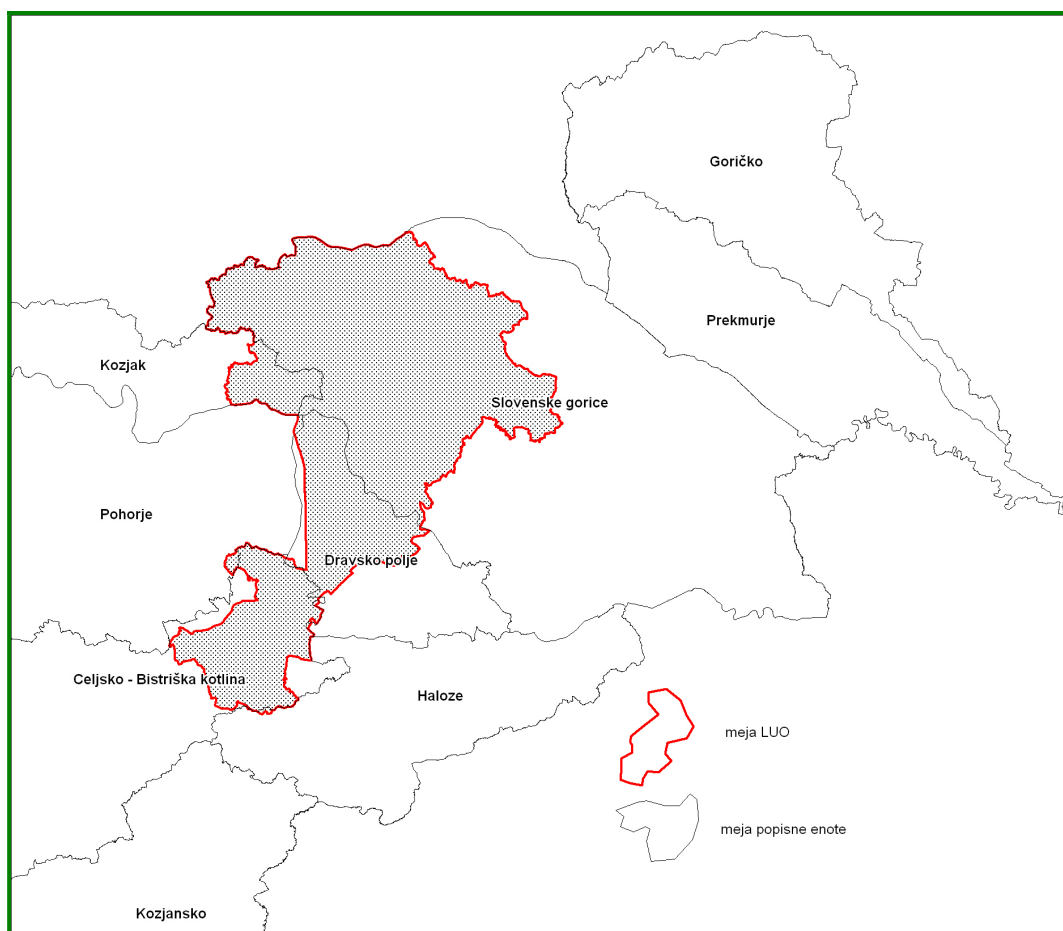 Goričko
Prekmurje
Kozjak
Slovenske gorice
Pohorje
Dravsko polje
Celjsko - Bistriška kotlina
Haloze
meja LUO
meja popisne enote
Kozjansko